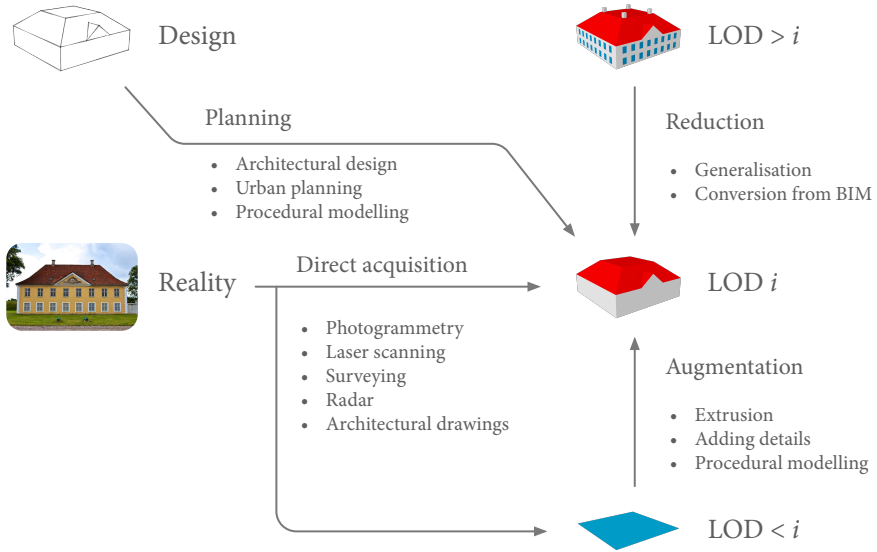 Design
LOD > i
Planning
• Architectural design
• Urban planning
• Procedural modelling
Reduction
• Generalisation
• Conversion from BIM
Reality
Direct acquisition
LOD i
• Photogrammetry
• Laser scanning
• Surveying
• Radar
• Architectural drawings
Augmentation
• Extrusion
• Adding details
• Procedural modelling
LOD < i